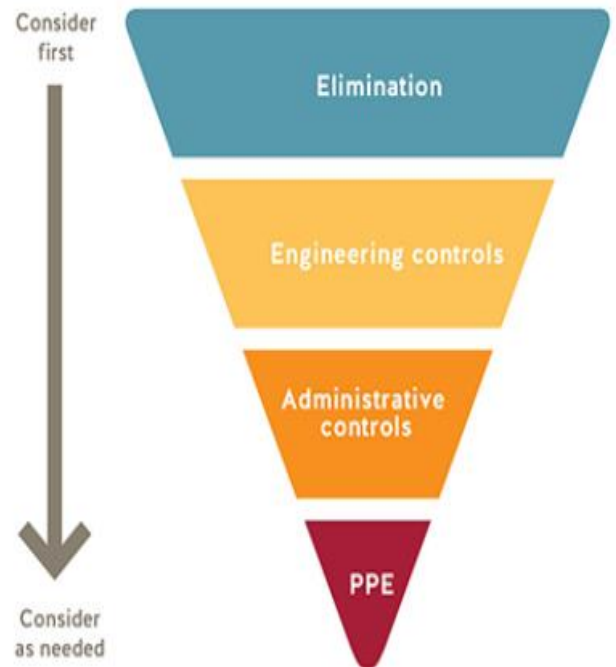 Consider
first
Elimination
Engineering controls
Administrative
controls
PPE
Consider
as needed